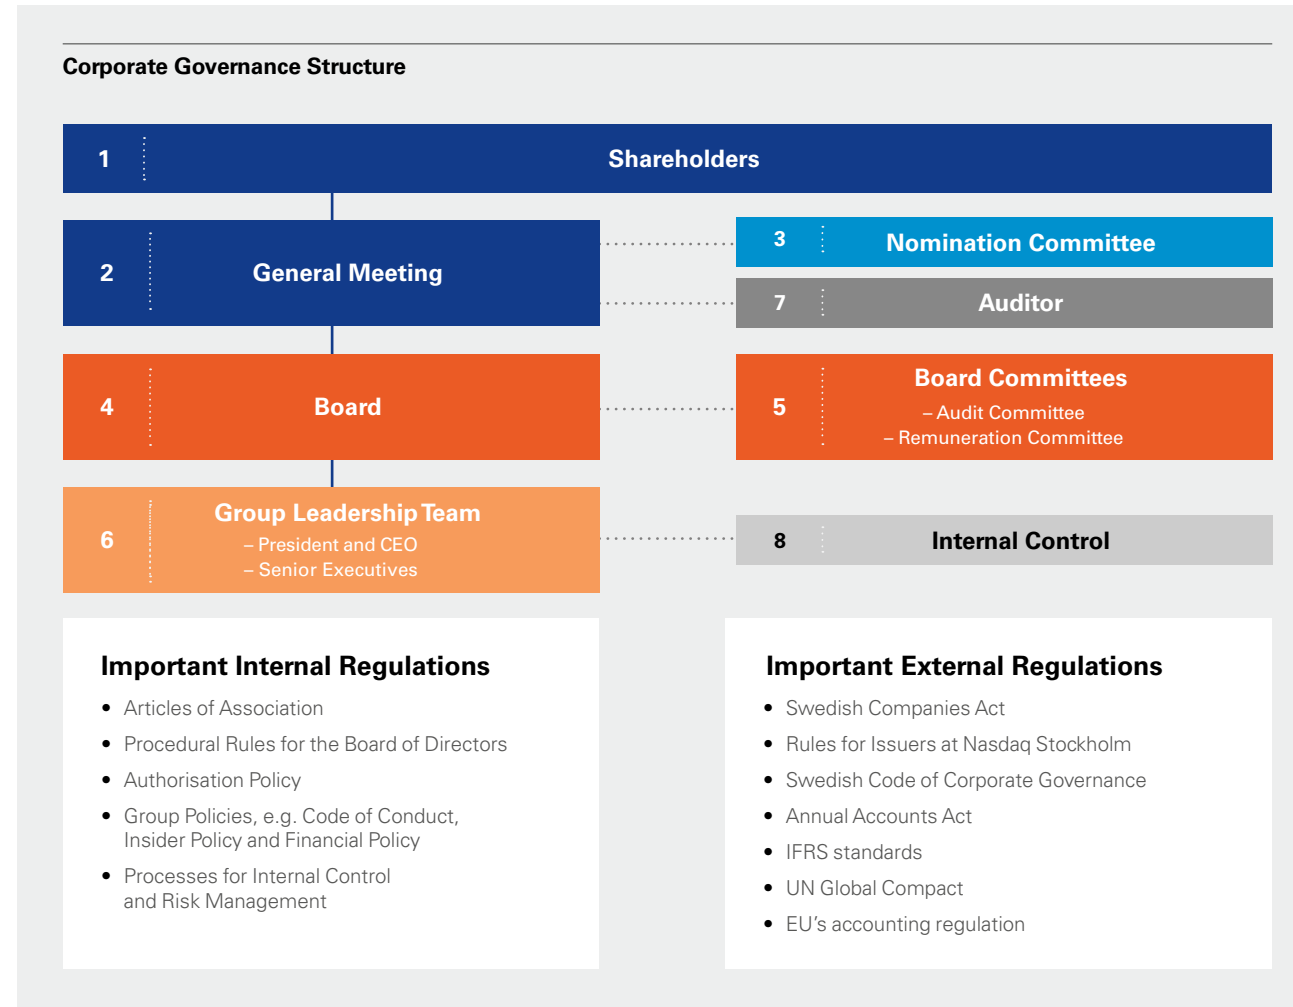 Corporate Governance Structure
1
Shareholders
2
General Meeting
3
Nomination Committee
7
Auditor
4
Board
5
Board Committees
– Audit Committee
– Remuneration Committee
6
Group Leadership Team
– President and CEO
– Senior Executives
8
Internal Control
Important Internal Regulations
• Articles of Association
• Procedural Rules for the Board of Directors
• Authorisation Policy
• Group Policies, e.g. Code of Conduct,
Insider Policy and Financial Policy
• Processes for Internal Control
and Risk Management
Important External Regulations
• Swedish Companies Act
• Rules for Issuers at Nasdaq Stockholm
• Swedish Code of Corporate Governance
• Annual Accounts Act
• IFRS standards
• UN Global Compact
• EU’s accounting regulation